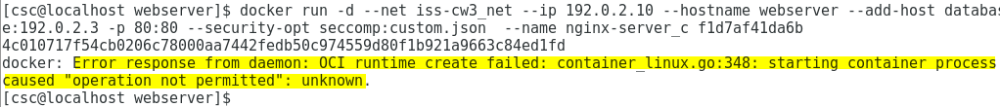 [csc@localhost webserver]$ docker run -d --net iss-cw3_net --ip 192.0.2.10 --hostname webserver --add-host databas
e:192.0.2.3 -p 80:80 --security-opt seccomp:custom.json  --name nginx-server_c f1d7af41da6b
4c010717f54cb0206c78000aa7442fedb50c974559d80f1b921a9663c84ed1fd
docker: Error response from daemon: OCI runtime create failed: container_linux.go:348: starting container process
caused "operation not permitted": unknown.
[csc@localhost webserver]$